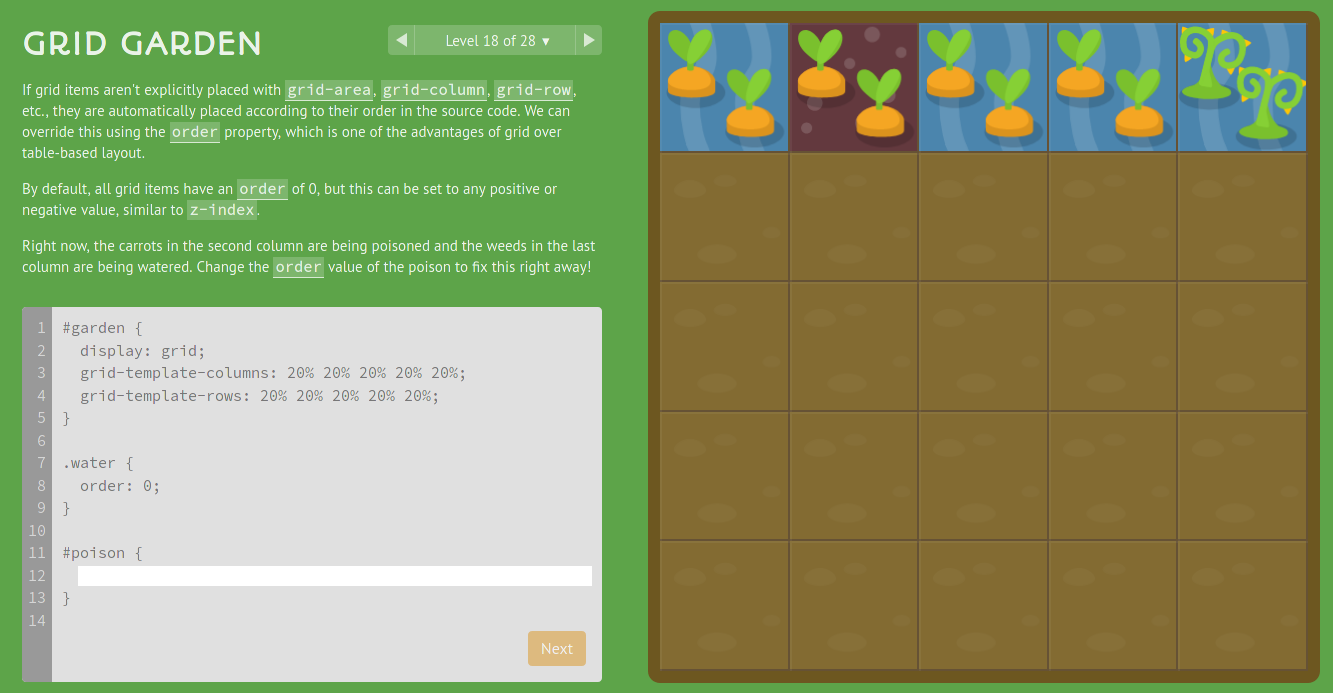 GRID GARDEN
◀ Level 18 of 28 ▾ ▶
If grid items aren't explicitly placed with grid-area, grid-column, grid-row,
etc., they are automatically placed according to their order in the source code. We can
override this using the order property, which is one of the advantages of grid over
table-based layout.
By default, all grid items have an order of 0, but this can be set to any positive or
negative value, similar to z-index.
Right now, the carrots in the second column are being poisoned and the weeds in the last
column are being watered. Change the order value of the poison to fix this right away!
1 #garden {
2   display: grid;
3   grid-template-columns: 20% 20% 20% 20% 20%;
4   grid-template-rows: 20% 20% 20% 20% 20%;
5 }
6
7 .water {
8   order: 0;
9 }
10
11 #poison {
12
13 }
14
Next